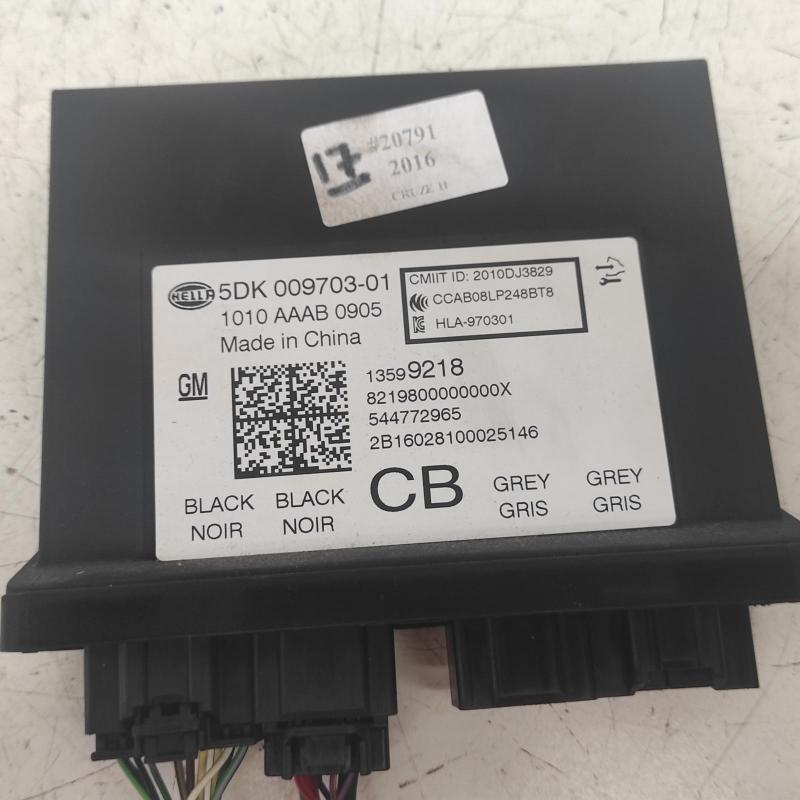 17
#20791
2016
CRUZE II
HELLA
5DK 009703-01
1010 AAAB 0905
Made in China
CMIIT ID: 2010DJ3829
CCAB08LP248BT8
HLA-970301
GM
13599218
8219800000000X
544772965
2B16028100025146
BLACK
NOIR
BLACK
NOIR
CB
GREY
GRIS
GREY
GRIS